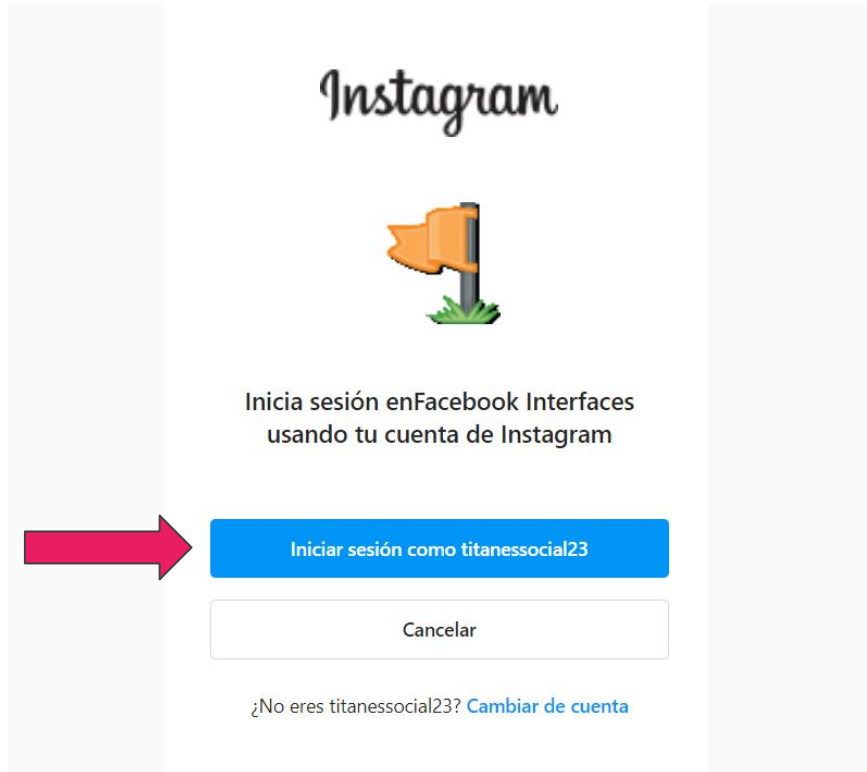 Instagram
Inicia sesión enFacebook Interfaces
usando tu cuenta de Instagram
Iniciar sesión como titanessocial23
Cancelar
¿No eres titanessocial23? Cambiar de cuenta